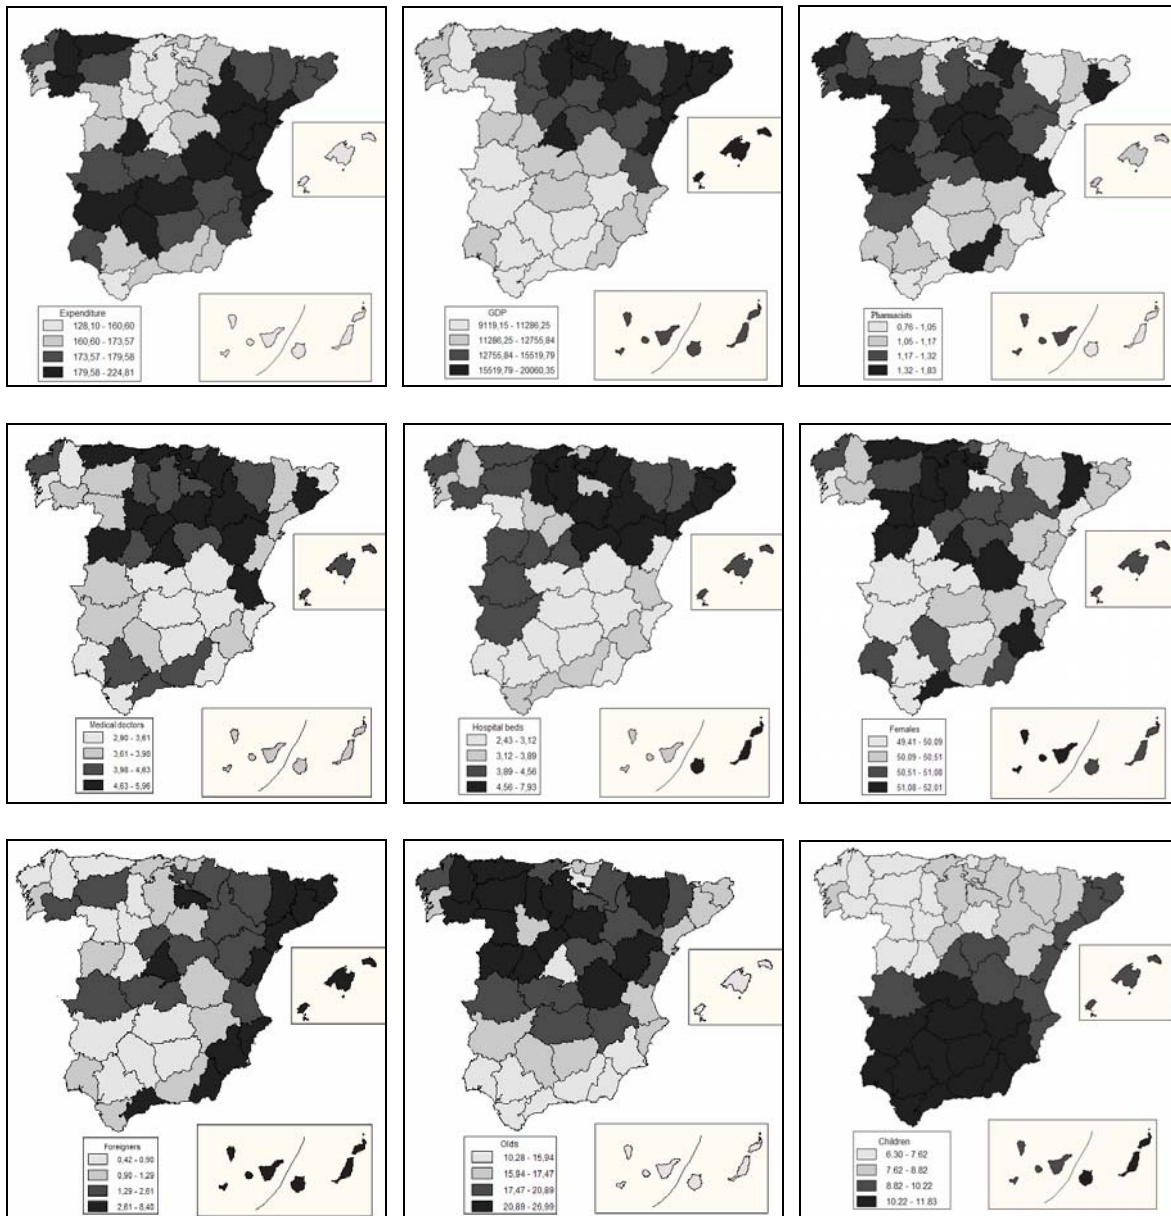 Expenditure
128,10 - 160,60
160,60 - 173,57
173,57 - 179,58
179,58 - 224,81
GDP
9119,15 - 11286,25
11286,25 - 12755,84
12755,84 - 15519,79
15519,79 - 20060,35
Pharmacists
0,76 - 1,05
1,05 - 1,17
1,17 - 1,32
1,32 - 1,83
Medical doctors
2,90 - 3,61
3,61 - 3,98
3,98 - 4,63
4,63 - 5,96
Hospital beds
2,43 - 3,12
3,12 - 3,89
3,89 - 4,56
4,56 - 7,93
Females
49,41 - 50,09
50,09 - 50,51
50,51 - 51,08
51,08 - 52,01
Foreigners
0,42 - 0,90
0,90 - 1,29
1,29 - 2,61
2,61 - 8,40
Olds
10,28 - 15,94
15,94 - 17,47
17,47 - 20,89
20,89 - 26,99
Children
6.30 - 7.62
7.62 - 8.82
8.82 - 10.22
10.22 - 11.83